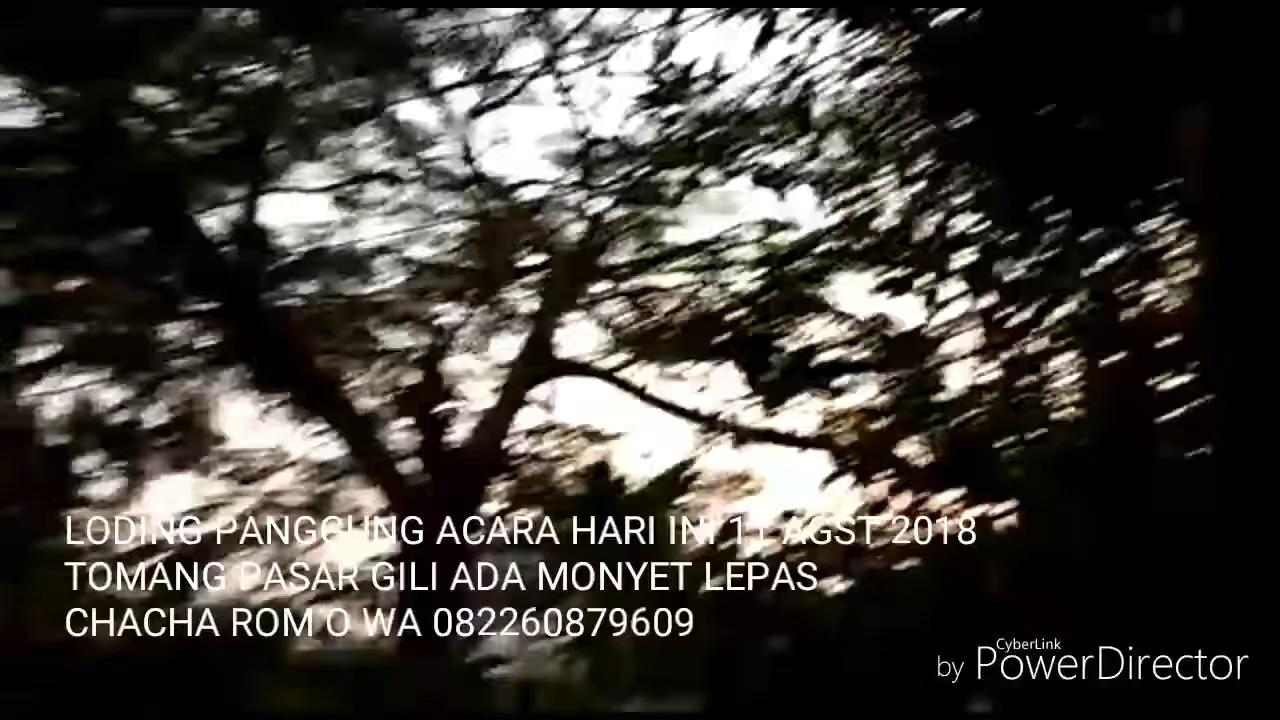 LODING PANGGUNG ACARA HARI INI 11 AGST 2018
TOMANG PASAR GILI ADA MONYET LEPAS
CHACHA ROM'O WA 082260879609
CyberLink
by PowerDirector